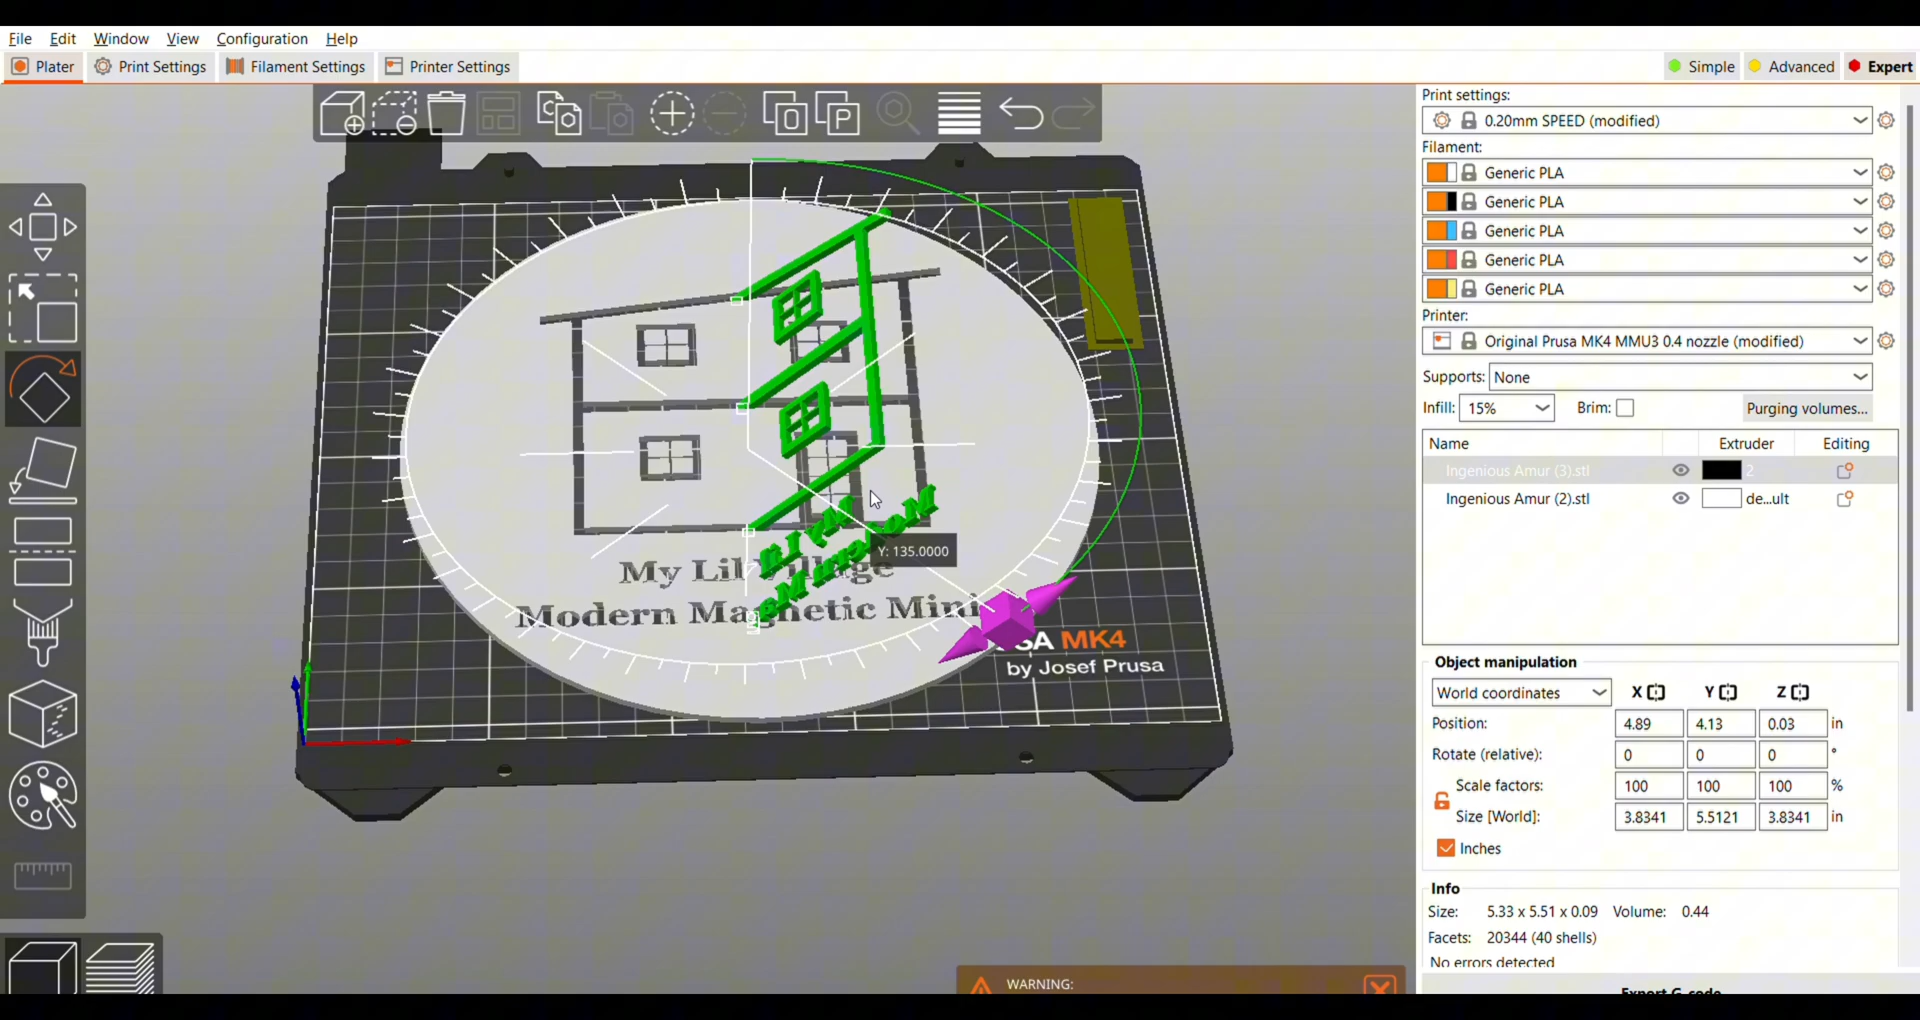 File Edit Window View Configuration Help
Plater Print Settings Filament Settings Printer Settings
Simple Advanced Expert
Print settings:
0.20mm SPEED (modified)
Filament:
Generic PLA
Generic PLA
Generic PLA
Generic PLA
Generic PLA
Printer:
Original Prusa MK4 MMU3 0.4 nozzle (modified)
Supports: None
Infill: 15% Brim: Purging volumes...
Name Extruder Editing
Ingenious Amur (3).stl 2
Ingenious Amur (2).stl de...ult
Y: 135.0000
My Lil Village
Modern Magnetic Mini
MK4
by Josef Prusa
Object manipulation
World coordinates X Y Z
Position: 4.89 4.13 0.03 in
Rotate (relative): 0 0 0 °
Scale factors: 100 100 100 %
Size [World]: 3.8341 5.5121 3.8341 in
Inches
Info
Size: 5.33 x 5.51 x 0.09 Volume: 0.44
Facets: 20344 (40 shells)
No errors detected
WARNING:
Export G-code